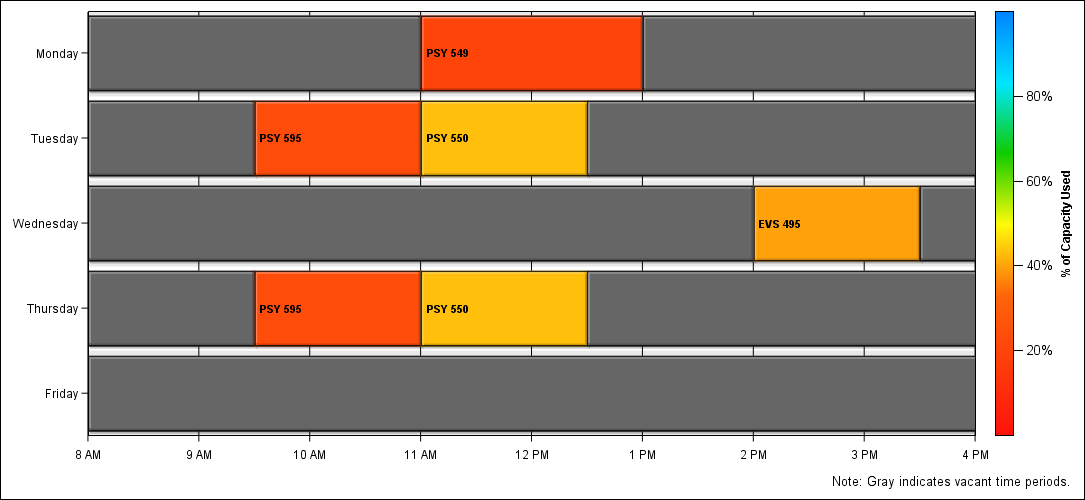 Monday
PSY 549
Tuesday
PSY 595
PSY 550
Wednesday
EVS 495
Thursday
PSY 595
PSY 550
Friday
8 AM
9 AM
10 AM
11 AM
12 PM
1 PM
2 PM
3 PM
4 PM
80%
60%
40%
20%
% of Capacity Used
Note: Gray indicates vacant time periods.